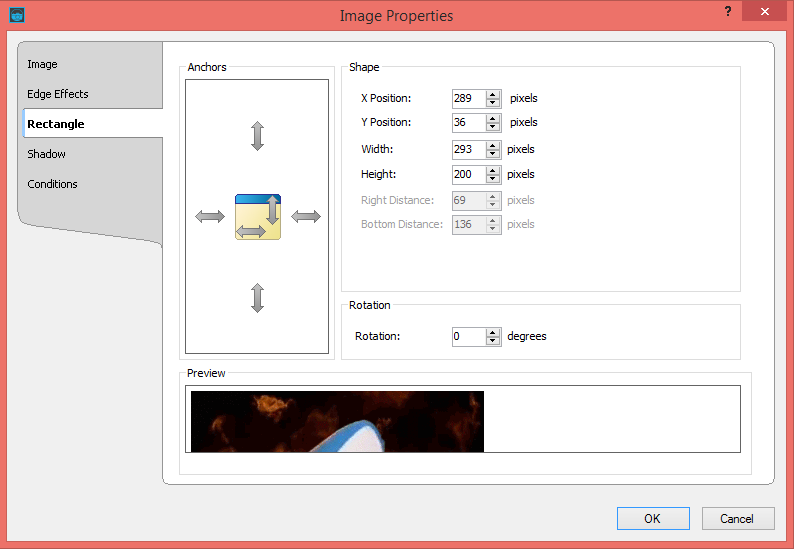 Image Properties
?
Image
Edge Effects
Rectangle
Shadow
Conditions
Anchors
Shape
X Position: 289 pixels
Y Position: 36 pixels
Width: 293 pixels
Height: 200 pixels
Right Distance: 69 pixels
Bottom Distance: 136 pixels
Rotation
Rotation: 0 degrees
Preview
OK Cancel